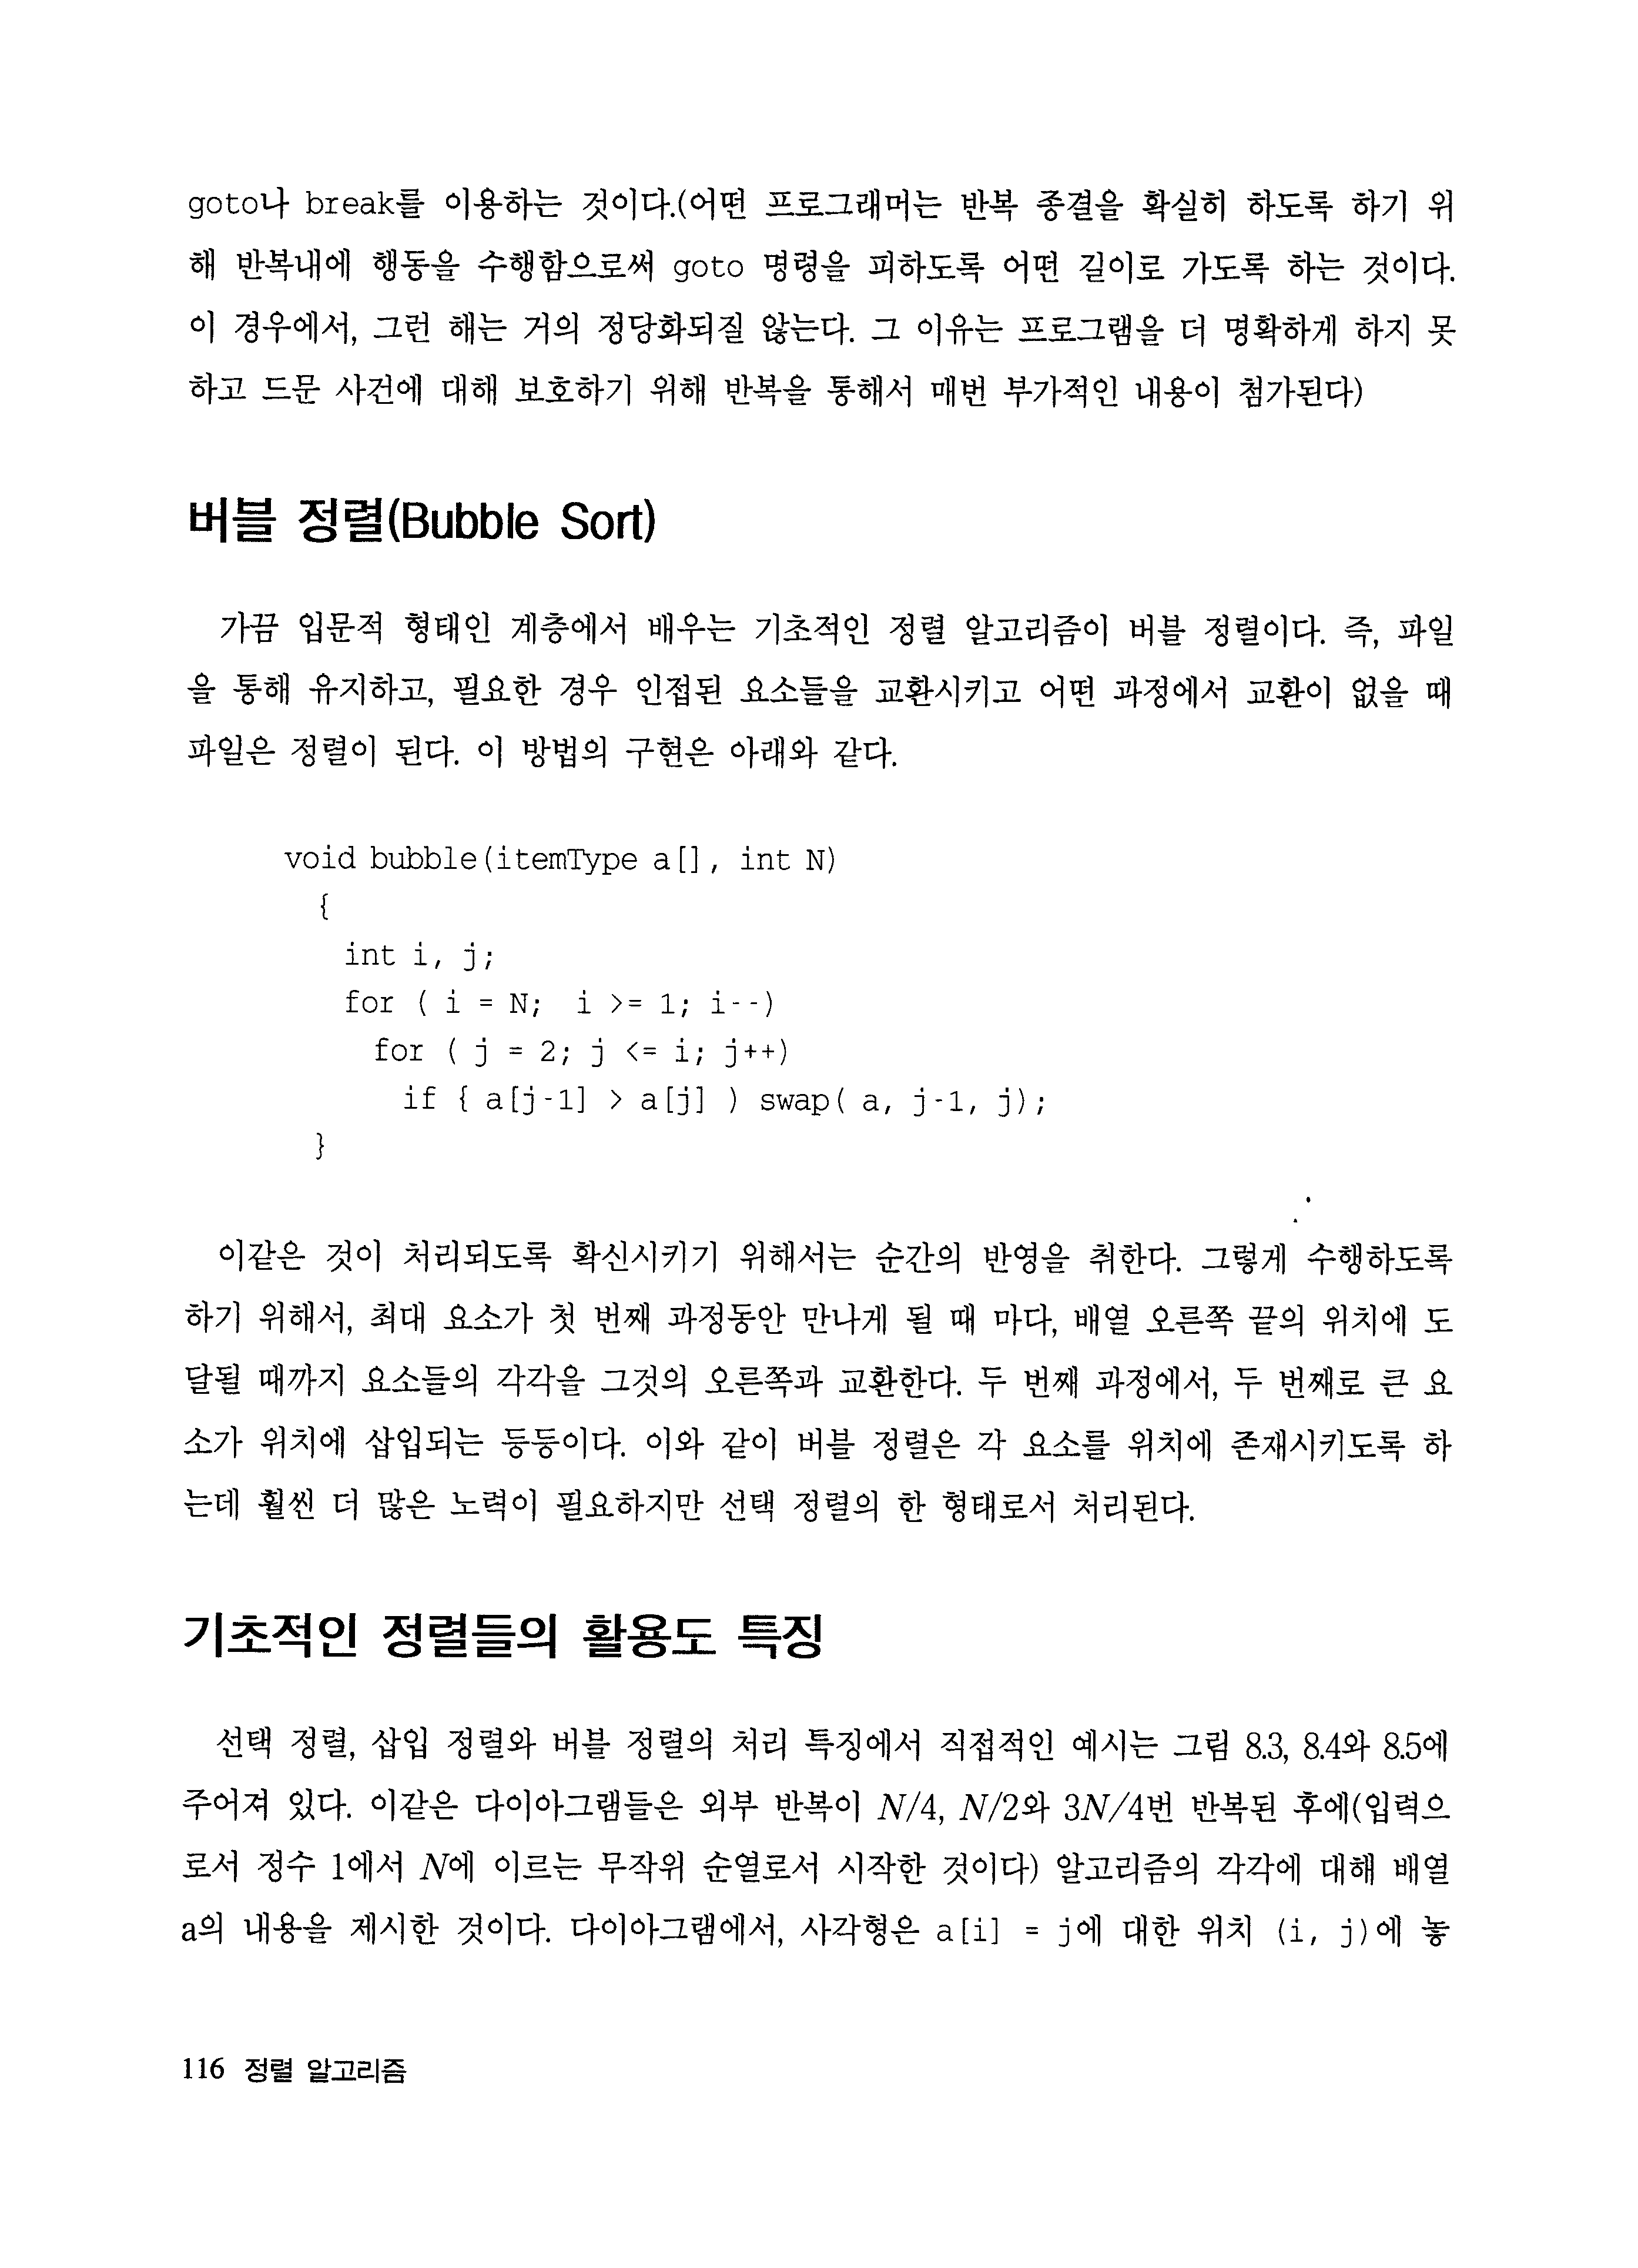 goto나 break를 이용하는 것이다.(어떤 프로그래머는 반복 종결을 확실히 하도록 하기 위
해 반복내에 행동을 수행함으로써 goto 명령을 피하도록 어떤 길이로 가도록 하는 것이다.
이 경우에서, 그런 해는 거의 정당화되질 않는다. 그 이유는 프로그램을 더 명확하게 하지 못
하고 드문 사건에 대해 보호하기 위해 반복을 통해서 매번 부가적인 내용이 첨가된다)
버블 정렬(Bubble Sort)
가끔 입문적 형태인 계층에서 배우는 기초적인 정렬 알고리즘이 버블 정렬이다. 즉, 파일
을 통해 유지하고, 필요한 경우 인접된 요소들을 교환시키고 어떤 과정에서 교환이 없을 때
파일은 정렬이 된다. 이 방법의 구현은 아래와 같다.
void bubble(itemType a[], int N)
{
int i, j;
for ( i = N; i >= 1; i--)
for ( j = 2; j <= i; j++)
if { a[j-1] > a[j] ) swap( a, j-1, j);
}
이같은 것이 처리되도록 확신시키기 위해서는 순간의 반영을 취한다. 그렇게 수행하도록
하기 위해서, 최대 요소가 첫 번째 과정동안 만나게 될 때 마다, 배열 오른쪽 끝의 위치에 도
달될 때까지 요소들의 각각을 그것의 오른쪽과 교환한다. 두 번째 과정에서, 두 번째로 큰 요
소가 위치에 삽입되는 등등이다. 이와 같이 버블 정렬은 각 요소를 위치에 존재시키도록 하
는데 훨씬 더 많은 노력이 필요하지만 선택 정렬의 한 형태로서 처리된다.
기초적인 정렬들의 활용도 특징
선택 정렬, 삽입 정렬와 버블 정렬의 처리 특징에서 직접적인 예시는 그림 8.3, 8.4와 8.5에
주어져 있다. 이같은 다이아그램들은 외부 반복이 N/4, N/2와 3N/4번 반복된 후에(입력으
로서 정수 1에서 N에 이르는 무작위 순열로서 시작한 것이다) 알고리즘의 각각에 대해 배열
a의 내용을 제시한 것이다. 다이아그램에서, 사각형은 a[i] = j에 대한 위치 (i, j)에 놓
116 정렬 알고리즘